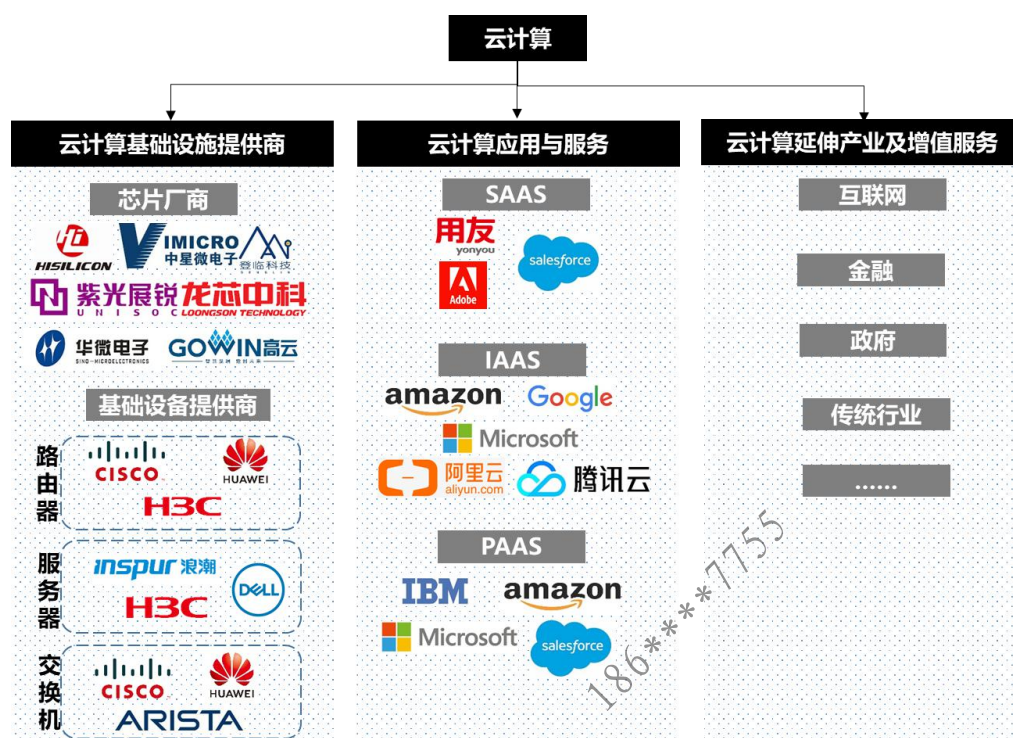 云计算
云计算基础设施提供商
芯片厂商
Hi
HISILICON
VIMICRO
中星微电子
登临科技
紫光展锐
UNISOC
龙芯中科
LOONGSON TECHNOLOGY
华微电子
SINO-MICROELECTRONICS
GOWIN高云
基础设备提供商
路由器
CISCO
HUAWEI
H3C
服务器
inspur 浪潮
H3C
DELL
交换机
CISCO
HUAWEI
ARISTA
云计算应用与服务
SAAS
用友
yonyou
salesforce
Adobe
IAAS
amazon
Google
Microsoft
阿里云
aliyun.com
腾讯云
PAAS
IBM
amazon
Microsoft
salesforce
云计算延伸产业及增值服务
互联网
金融
政府
传统行业
……
186****7755